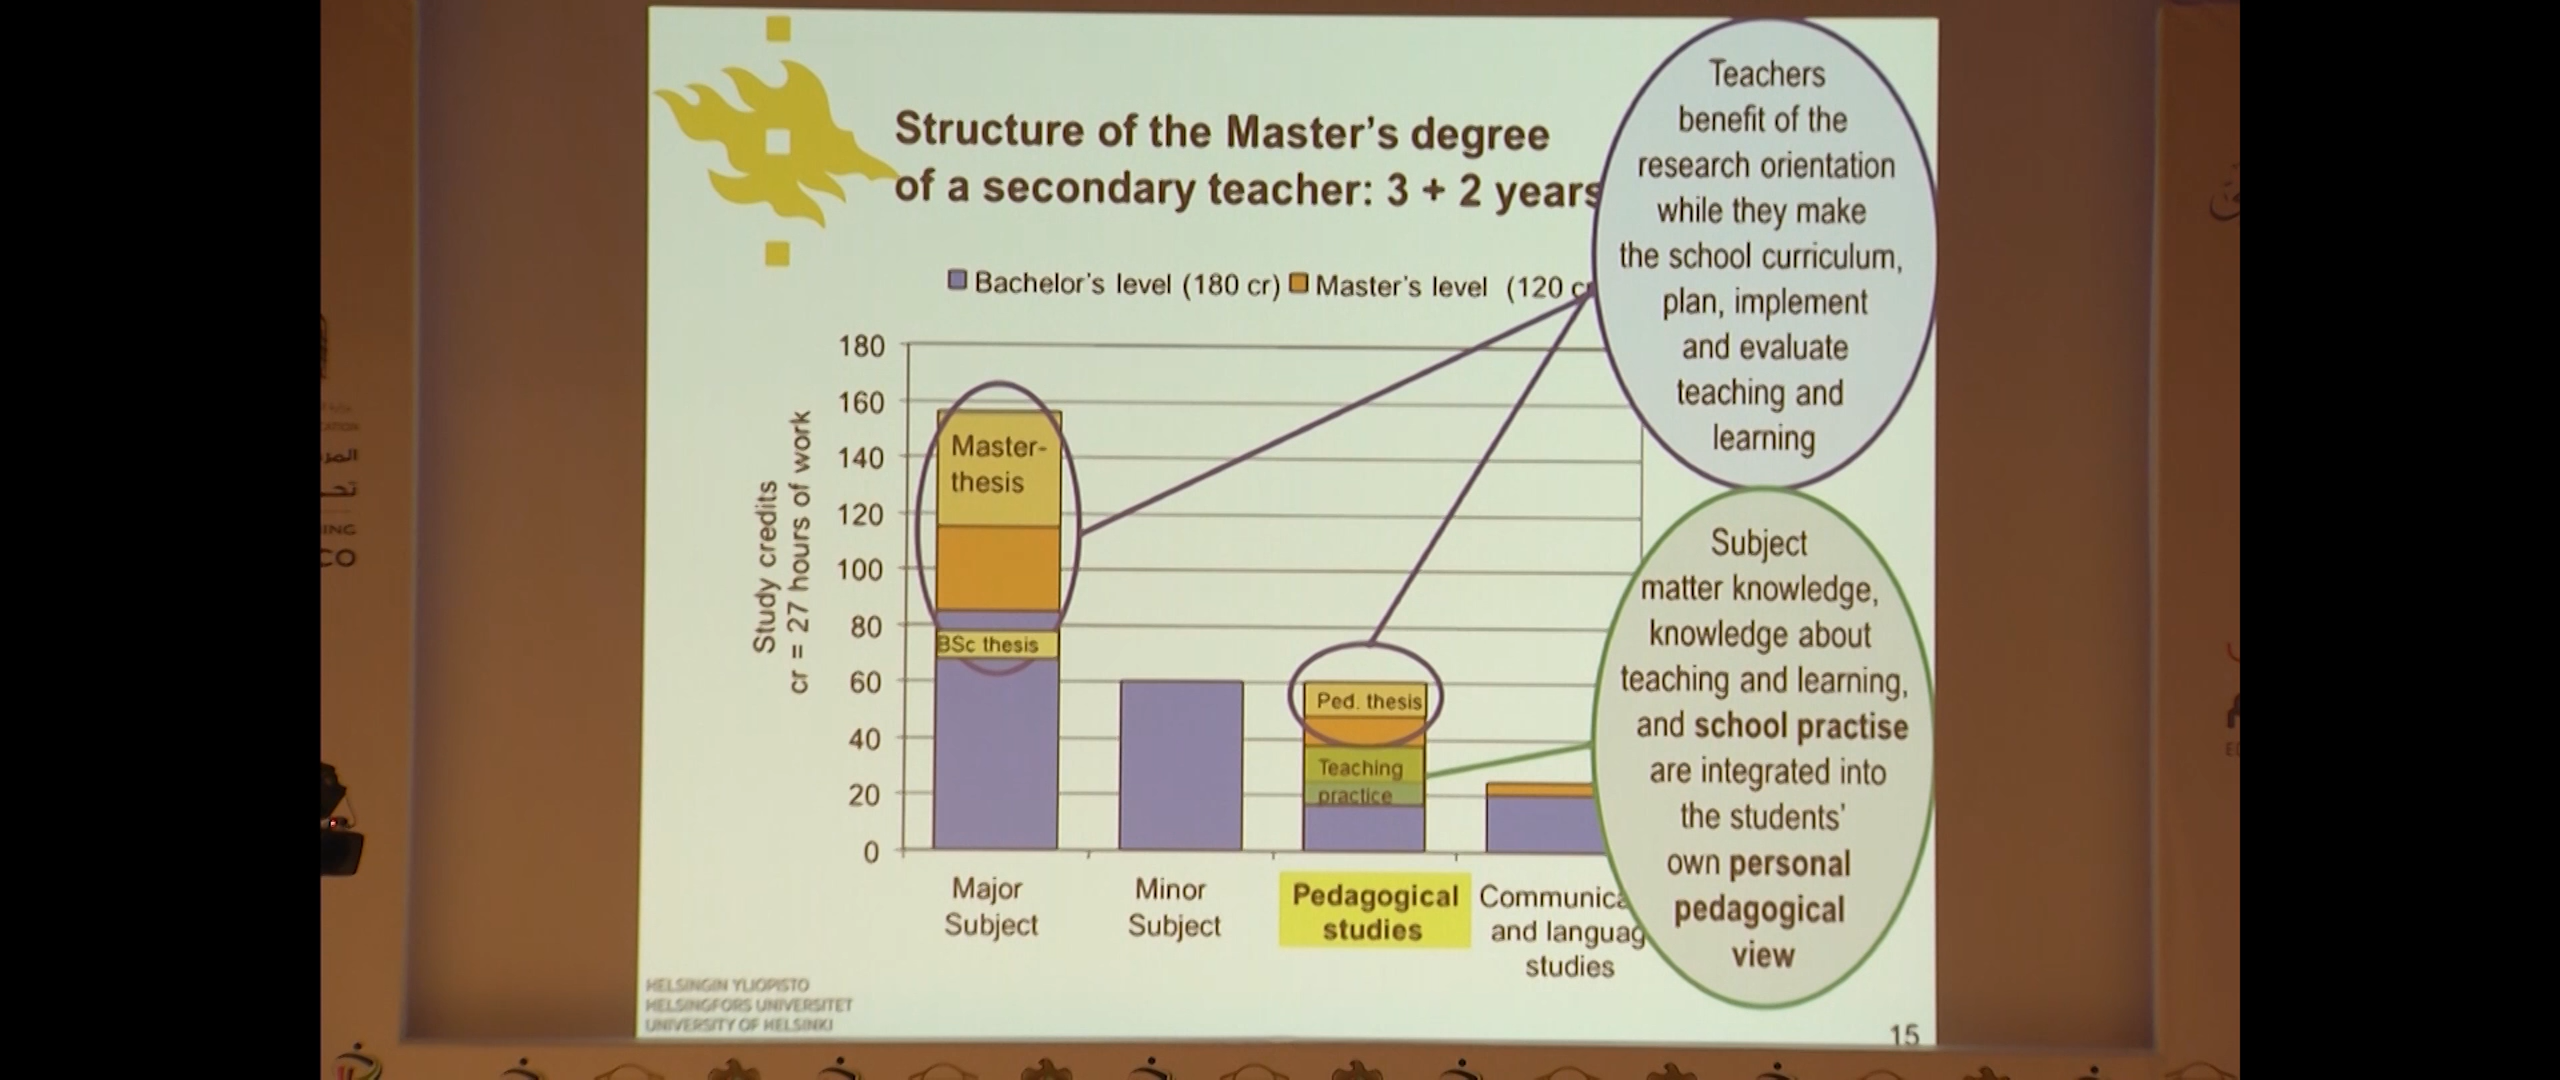 Structure of the Master's degree
of a secondary teacher: 3 + 2 years
Bachelor's level (180 cr) Master's level (120
Study credits
cr = 27 hours of work
180
160
140
120
100
80
60
40
20
0
Master-
thesis
BSc thesis
Ped. thesis
Teaching
practice
Major
Subject
Minor
Subject
Pedagogical
studies
and
studies
Teachers
benefit of the
research orientation
while they make
the school curriculum,
plan, implement
and evaluate
teaching and
learning
Subject
matter knowledge,
knowledge about
teaching and learning,
and school practise
are integrated into
the students'
own personal
pedagogical
view
HELSINGIN YLIOPISTO
HELSINGFORS UNIVERSITET
UNIVERSITY OF HELSINKI
15